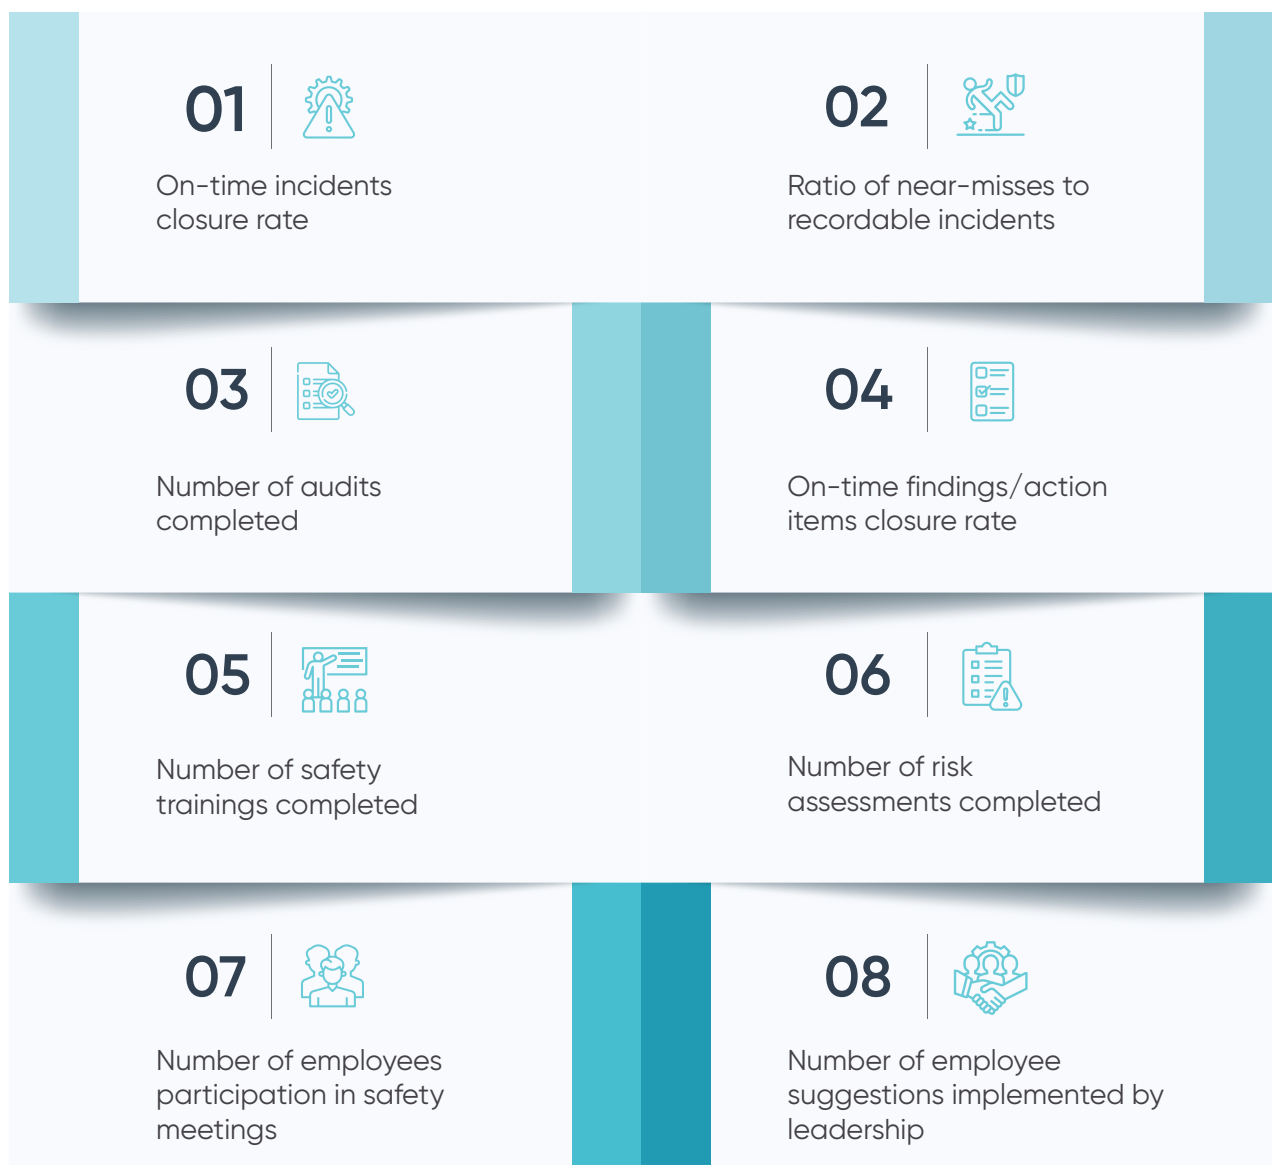 01
On-time incidents
closure rate
02
Ratio of near-misses to
recordable incidents
03
Number of audits
completed
04
On-time findings/action
items closure rate
05
Number of safety
trainings completed
06
Number of risk
assessments completed
07
Number of employees
participation in safety
meetings
08
Number of employee
suggestions implemented by
leadership